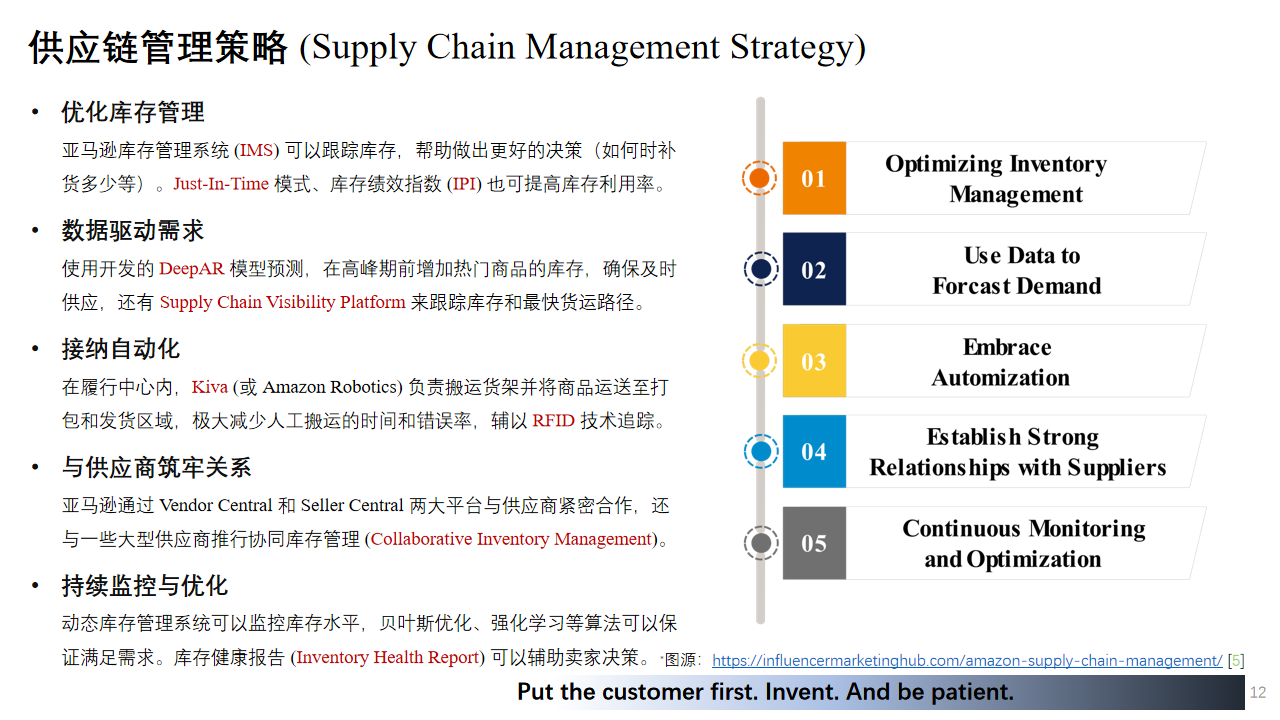 供应链管理策略 (Supply Chain Management Strategy)
• 优化库存管理
亚马逊库存管理系统 (IMS) 可以跟踪库存，帮助做出更好的决策（如何时补
货多少等）。Just-In-Time 模式、库存绩效指数 (IPI) 也可提高库存利用率。
• 数据驱动需求
使用开发的 DeepAR 模型预测，在高峰期前增加热门商品的库存，确保及时
供应，还有 Supply Chain Visibility Platform 来跟踪库存和最快货运路径。
• 接纳自动化
在履行中心内，Kiva (或 Amazon Robotics) 负责搬运货架并将商品运送至打
包和发货区域，极大减少人工搬运的时间和错误率，辅以 RFID 技术追踪。
• 与供应商筑牢关系
亚马逊通过 Vendor Central 和 Seller Central 两大平台与供应商紧密合作，还
与一些大型供应商推行协同库存管理 (Collaborative Inventory Management)。
• 持续监控与优化
动态库存管理系统可以监控库存水平，贝叶斯优化、强化学习等算法可以保
证满足需求。库存健康报告 (Inventory Health Report) 可以辅助卖家决策。
01
Optimizing Inventory
Management
02
Use Data to
Forcast Demand
03
Embrace
Automization
04
Establish Strong
Relationships with Suppliers
05
Continuous Monitoring
and Optimization
*图源：https://influencermarketinghub.com/amazon-supply-chain-management/ [5]
Put the customer first. Invent. And be patient.
12